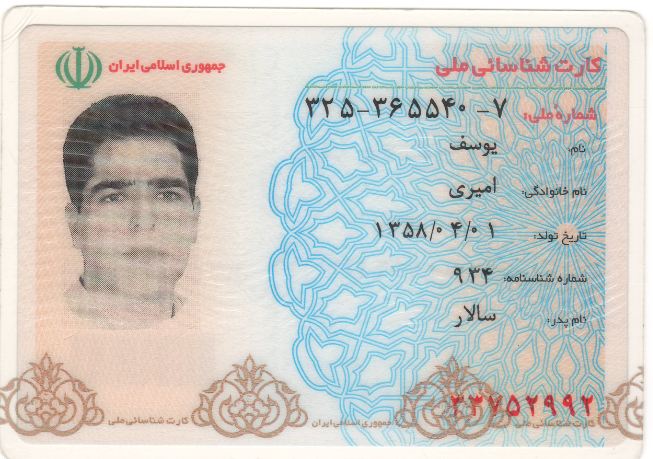 جمهوری اسلامی ایران
کارت شناسائی ملی
شماره ملی: ۳۲۵-۳۶۵۵۴۰-۷
نام: یوسف
نام خانوادگی: امیری
تاریخ تولد: ۱۳۵۸/۰۴/۰۱
شماره شناسنامه: ۹۳۴
نام پدر: سالار
۳۳۷۵۲۹۹۲
کارت شناسائی ملی
جمهوری اسلامی ایران
کارت شناسائی ملی